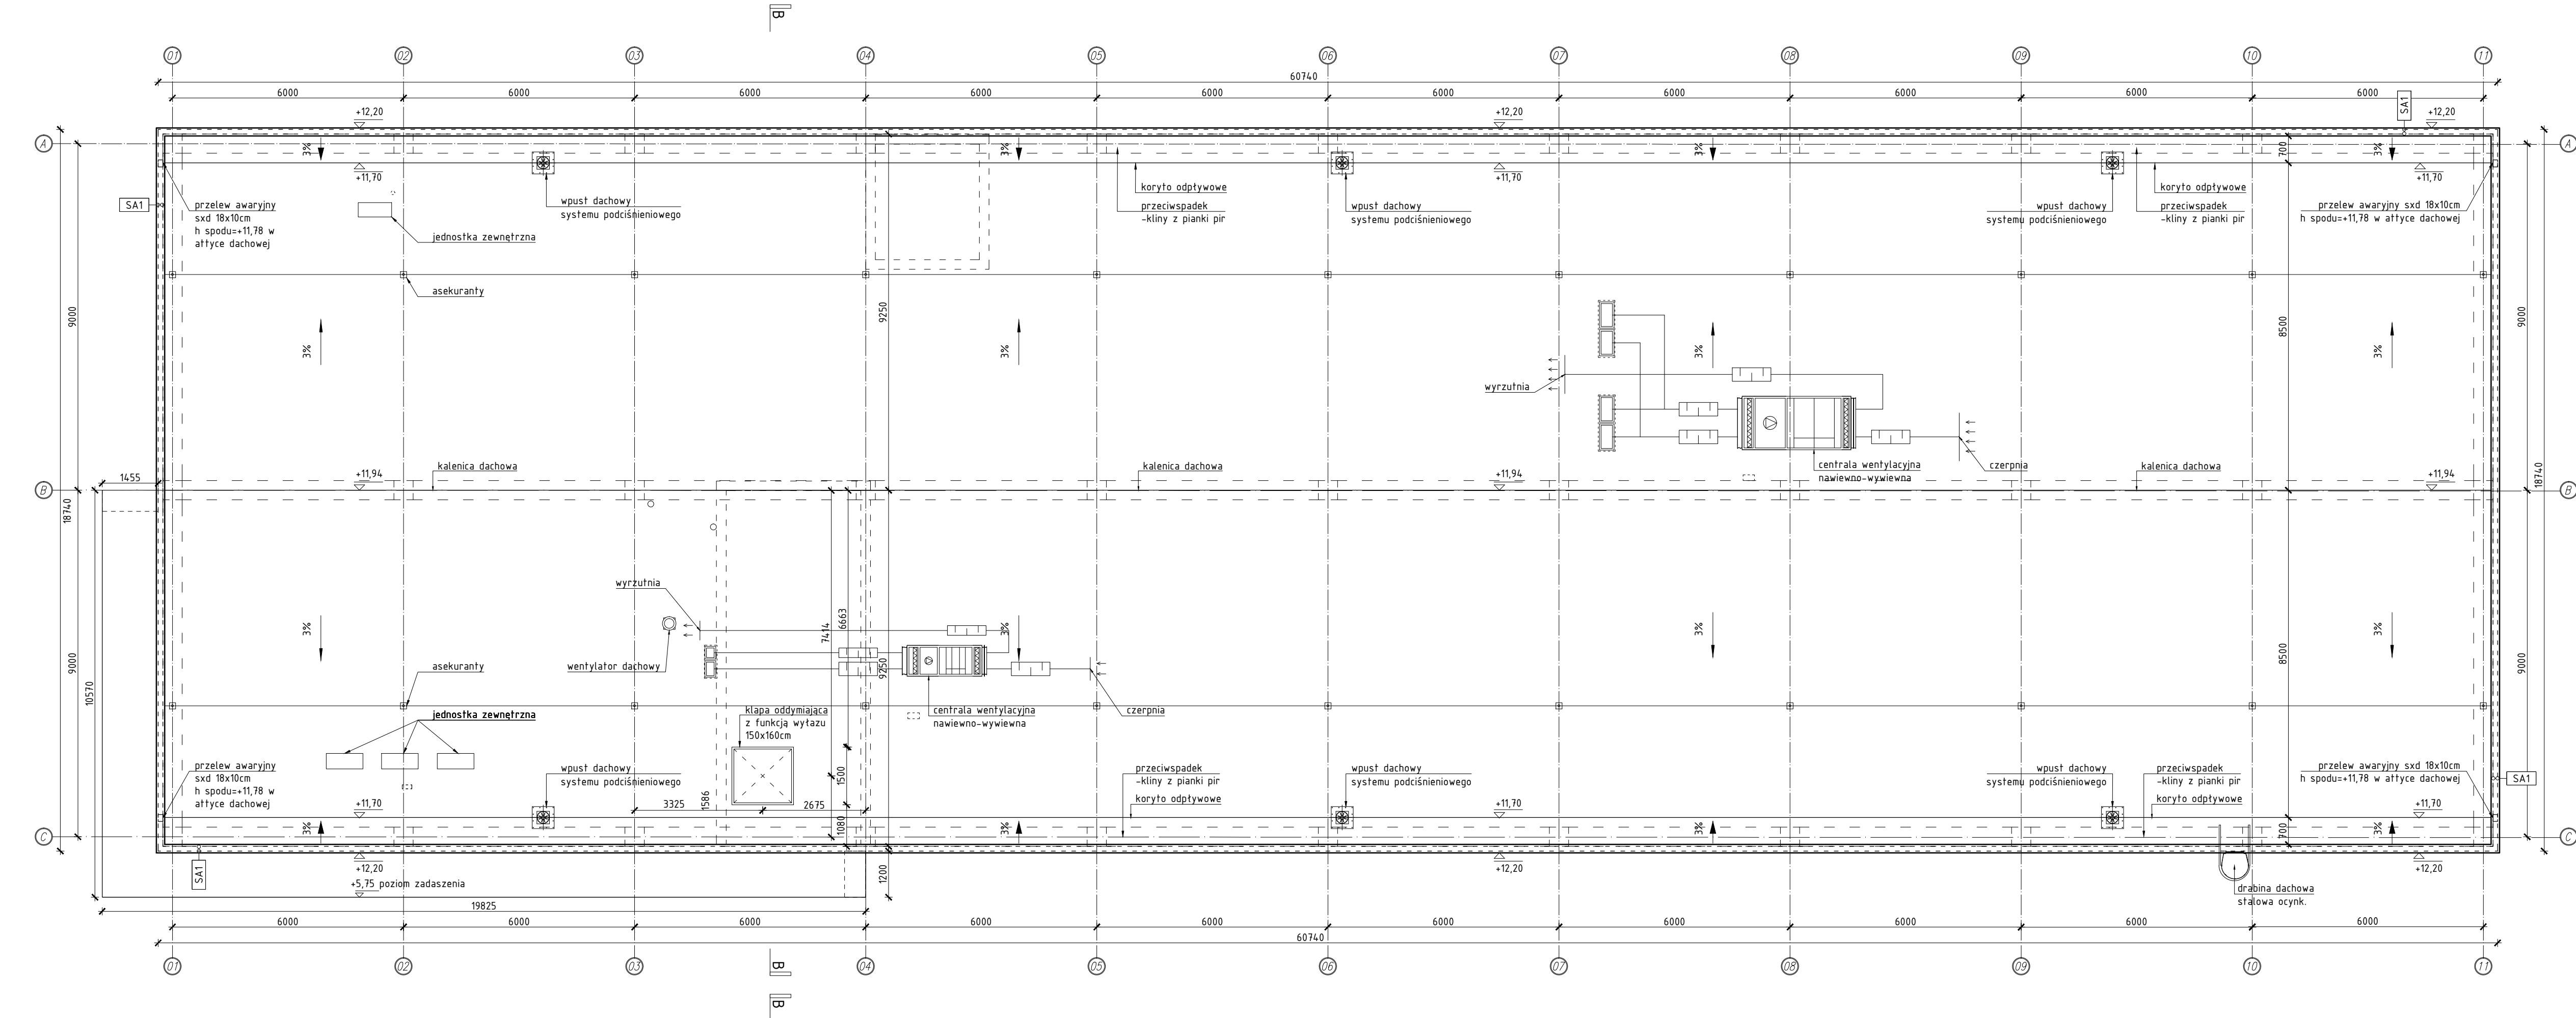 B
01 02 03 04 05 06 07 08 09 10 11
60740
6000 6000 6000 6000 6000 6000 6000 6000 6000 6000
+12,20 +12,20 SA1 +12,20
A A
3% 3% 3% 700 3%
+11,70 +11,70 +11,70
SA1
przelew awaryjny
sxd 18x10cm
h spodu=+11,78 w
attyce dachowej
jednostka zewnętrzna
wpust dachowy
systemu podciśnieniowego
koryto odpływowe
przeciwspadek
-kliny z pianki pir
wpust dachowy
systemu podciśnieniowego
wpust dachowy
systemu podciśnieniowego
koryto odpływowe
przeciwspadek
-kliny z pianki pir
przelew awaryjny sxd 18x10cm
h spodu=+11,78 w attyce dachowej
asekuranty
9000 9250 8500 9000
3% 3% 3% 3%
wyrzutnia
centrala wentylacyjna
nawiewno-wywiewna
czerpnia
1455
+11,94
kalenica dachowa
kalenica dachowa
+11,94
kalenica dachowa
+11,94
B B
18740 18740
wyrzutnia
wentylator dachowy
7414
6663
9250
3% 3% 3% 3%
9000 8500 9000
10570
asekuranty
jednostka zewnętrzna
klapa oddymiająca
z funkcją wyłazu
150x160cm
centrala wentylacyjna
nawiewno-wywiewna
czerpnia
przelew awaryjny
sxd 18x10cm
h spodu=+11,78 w
attyce dachowej
wpust dachowy
systemu podciśnieniowego
3325
1586
2675
1500
1080
przeciwspadek
-kliny z pianki pir
koryto odpływowe
wpust dachowy
systemu podciśnieniowego
wpust dachowy
systemu podciśnieniowego
przeciwspadek
-kliny z pianki pir
koryto odpływowe
przelew awaryjny sxd 18x10cm
h spodu=+11,78 w attyce dachowej
SA1
+11,70 +11,70 +11,70
3% 3% 3% 700 3%
C C
SA1
+12,20 +12,20 +12,20
+5,75 poziom zadaszenia
1200
drabina dachowa
stalowa ocynk.
19825
6000 6000 6000 6000 6000 6000 6000 6000 6000 6000
60740
01 02 03 04 05 06 07 08 09 10 11
B
B